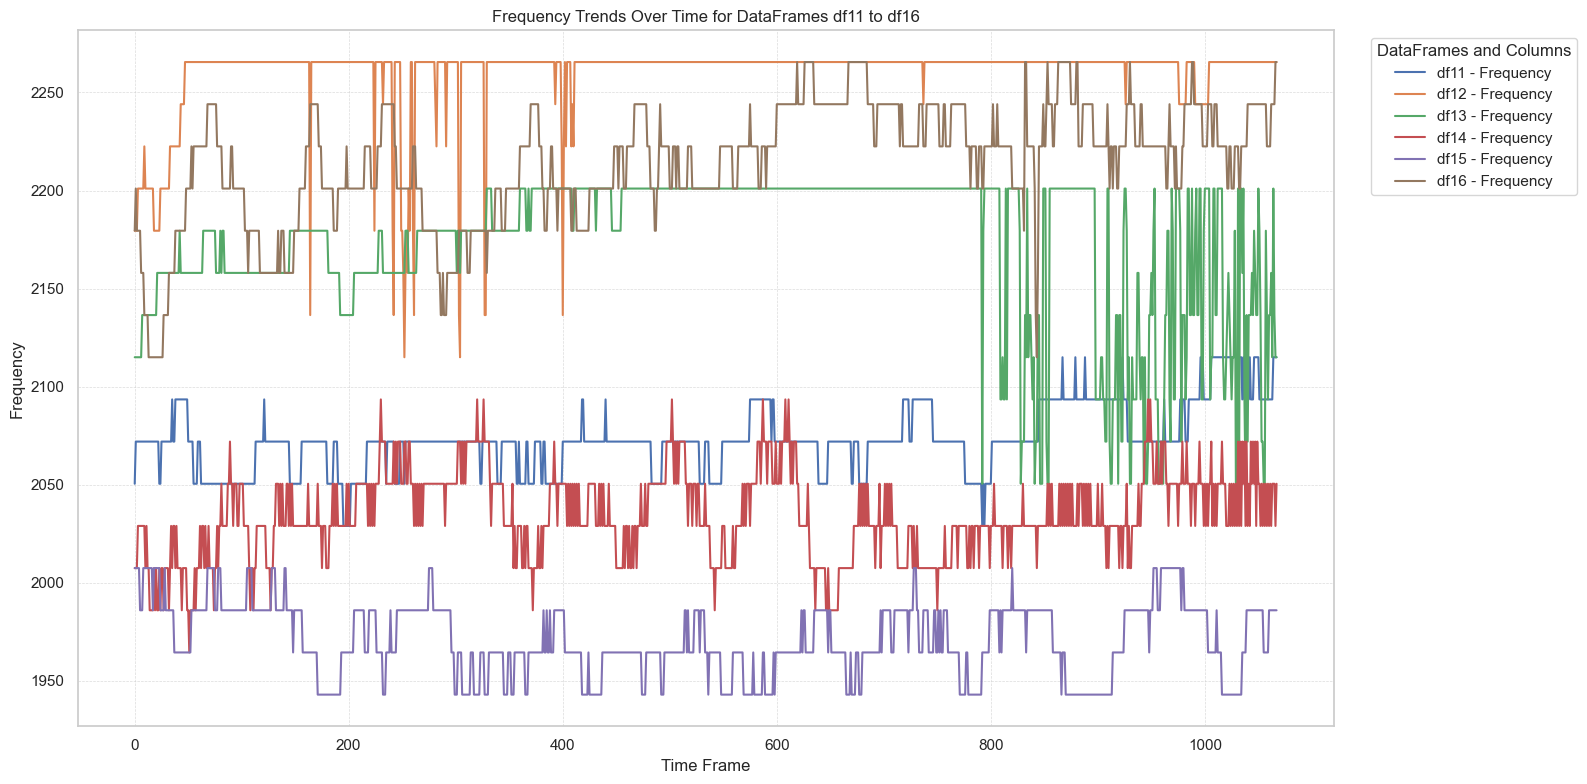 Frequency Trends Over Time for DataFrames df11 to df16
DataFrames and Columns
df11 - Frequency
df12 - Frequency
df13 - Frequency
df14 - Frequency
df15 - Frequency
df16 - Frequency
Frequency
2250
2200
2150
2100
2050
2000
1950
0 200 400 600 800 1000
Time Frame